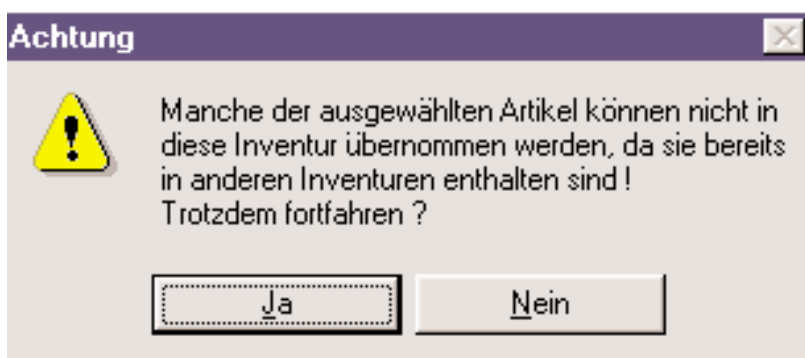 Achtung
Manche der ausgewählten Artikel können nicht in
diese Inventur übernommen werden, da sie bereits
in anderen Inventuren enthalten sind !
Trotzdem fortfahren ?
Ja
Nein